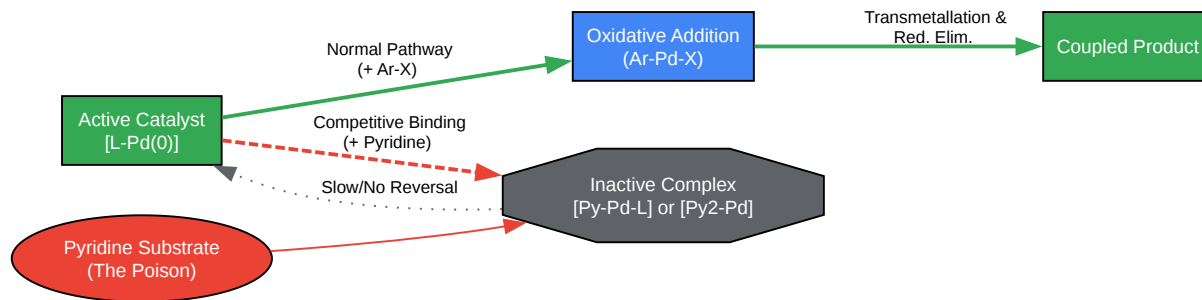 Transmetallation &
Red. Elim.
Oxidative Addition
(Ar-Pd-X)
Coupled Product
Normal Pathway
(+ Ar-X)
Active Catalyst
[L-Pd(0)]
Competitive Binding
(+ Pyridine)
Slow/No Reversal
Inactive Complex
[Py-Pd-L] or [Py2-Pd]
Pyridine Substrate
(The Poison)